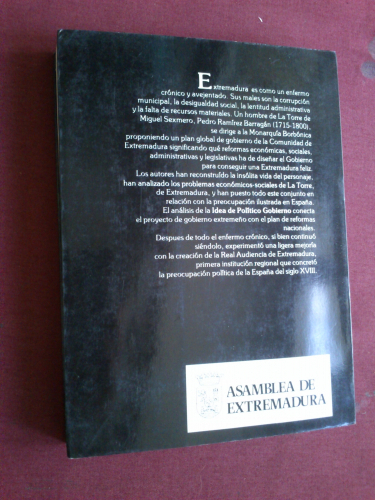 Extremadura es como un enfermo
crónico y avejentado. Sus males son la corrupción
municipal, la desigualdad social, la lentitud administrativa
y la falta de recursos materiales. Un hombre de La Torre de
Miguel Sexmero, Pedro Ramírez Barragán (1715-1800),
se dirige a la Monarquía Borbónica
proponiendo un plan global de gobierno de la Comunidad de
Extremadura significando qué reformas económicas, sociales,
administrativas y legislativas ha de diseñar el Gobierno
para conseguir una Extremadura feliz.
Los autores han reconstruído la insólita vida del personaje,
han analizado los problemas económicos-sociales de La Torre,
de Extremadura, y han puesto todo este conjunto en
relación con la preocupación ilustrada en España.
El análisis de la Idea de Político Gobierno conecta
el proyecto de gobierno extremeño con el plan de reformas
nacionales.
Despues de todo el enfermo crónico, si bien continuó
siéndolo, experimentó una ligera mejoría
con la creación de la Real Audiencia de Extremadura,
primera institución regional que concretó
la preocupación política de la España del siglo XVIII.
ASAMBLEA DE
EXTREMADURA